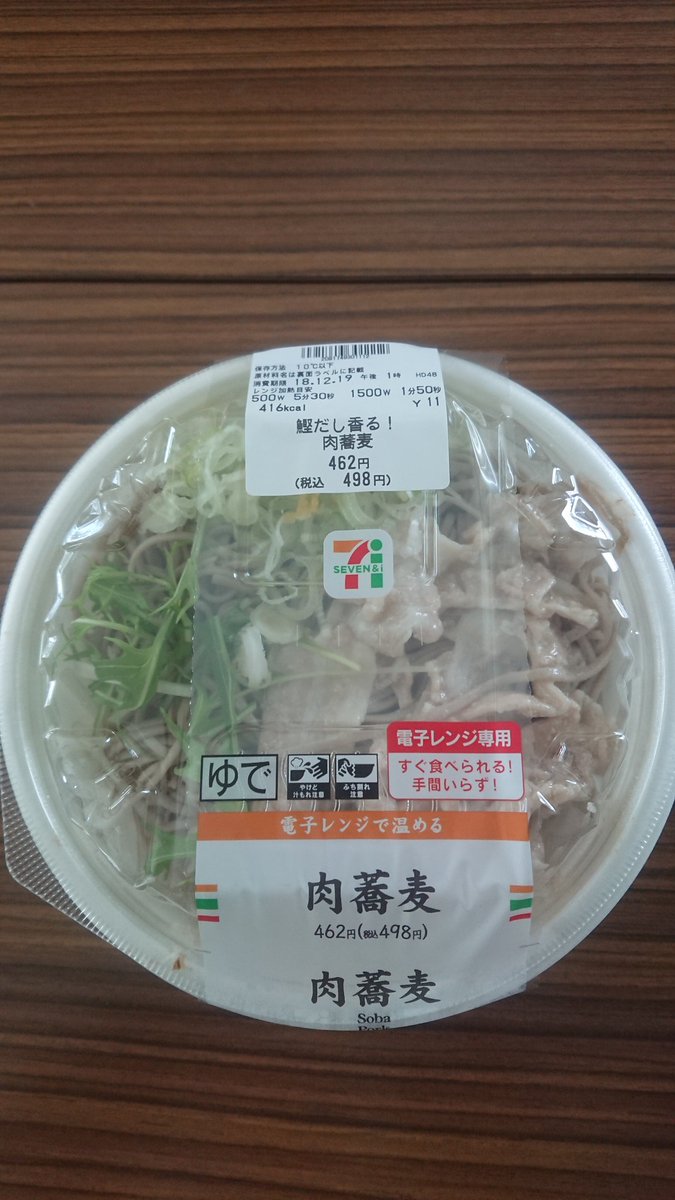 保存方法 10℃以下
原材料名は裏面ラベルに記載
消費期限 18.12.19 午後 1時 HD48
レンジ加熱目安
500W 5分30秒 1500W 1分50秒
416kcal Y 11
鰹だし香る!
肉蕎麦
462円
(税込 498円)
SEVEN&i
電子レンジ専用
すぐ食べられる!
手間いらず!
ゆで
やけど
汁もれ注意
ふち割れ
注意
電子レンジで温める
肉蕎麦
462円(税込498円)
肉蕎麦
Soba